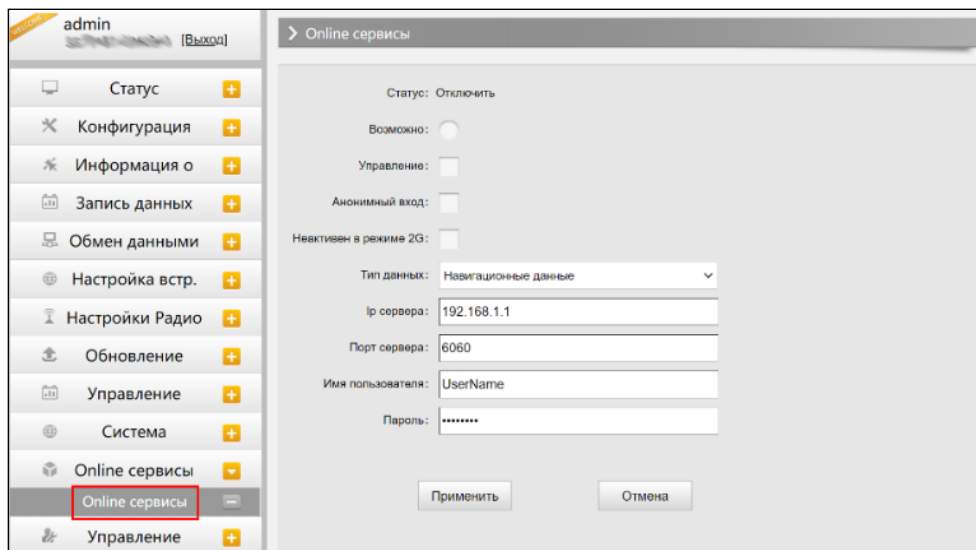 WELCOME
admin
[Выход]
Статус
Конфигурация
Информация о
Запись данных
Обмен данными
Настройка встр.
Настройки Радио
Обновление
Управление
Система
Online сервисы
Online сервисы
Управление
Online сервисы
Статус: Отключить
Возможно:
Управление:
Анонимный вход:
Неактивен в режиме 2G:
Тип данных: Навигационные данные
Ip сервера: 192.168.1.1
Порт сервера: 6060
Имя пользователя: UserName
Пароль: ••••••••
Применить Отмена